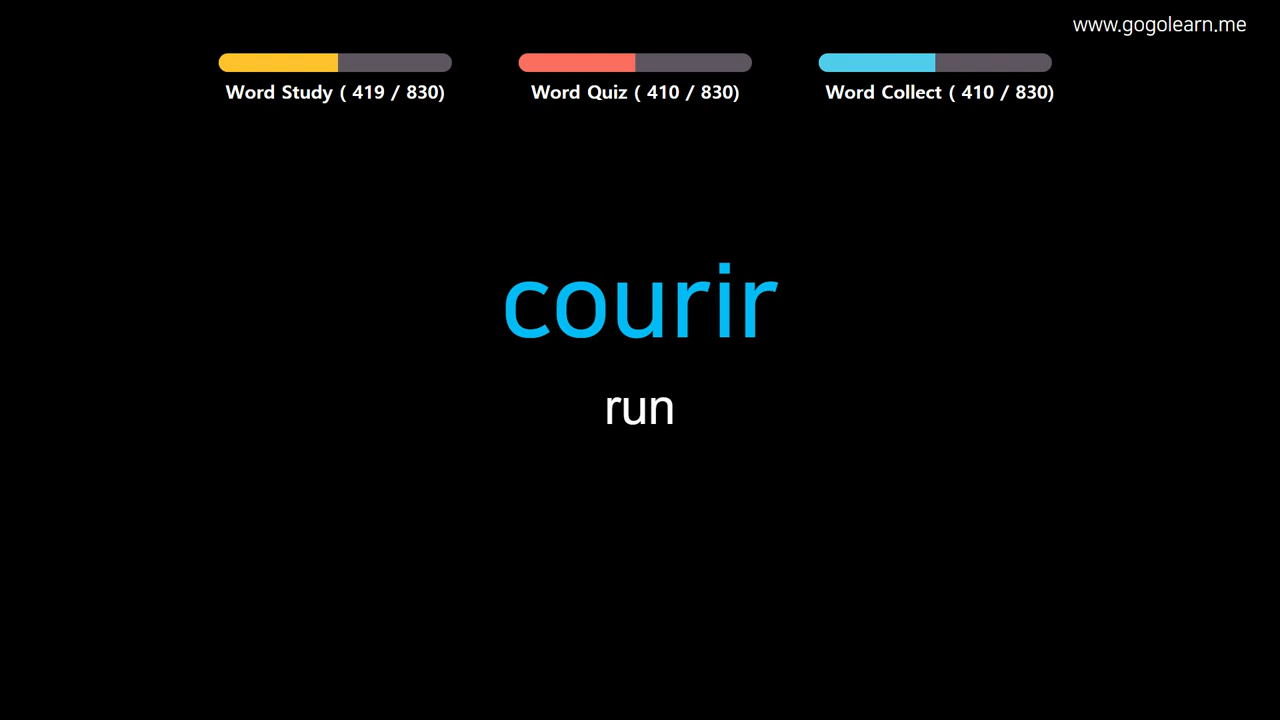 www.gogolearn.me
Word Study ( 419 / 830)
Word Quiz ( 410 / 830)
Word Collect ( 410 / 830)
courir
run